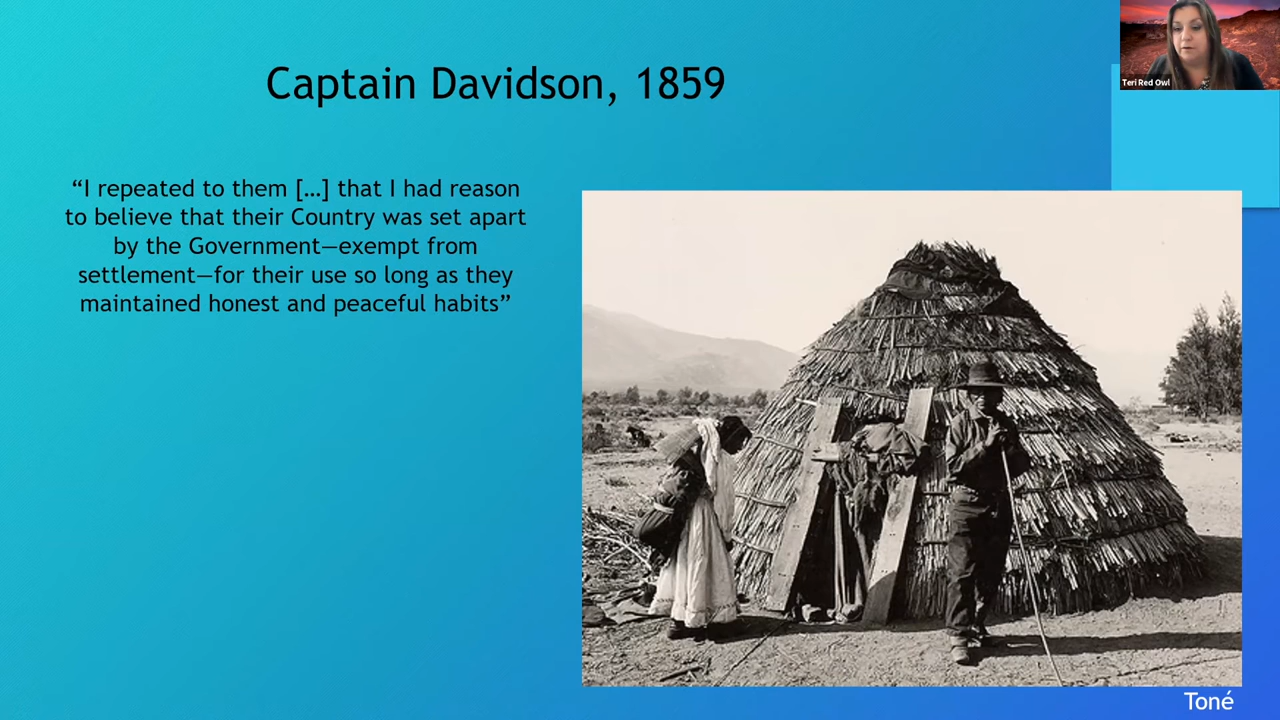 Captain Davidson, 1859
“I repeated to them […] that I had reason
to believe that their Country was set apart
by the Government—exempt from
settlement—for their use so long as they
maintained honest and peaceful habits”
Teri Red Owl
Toné